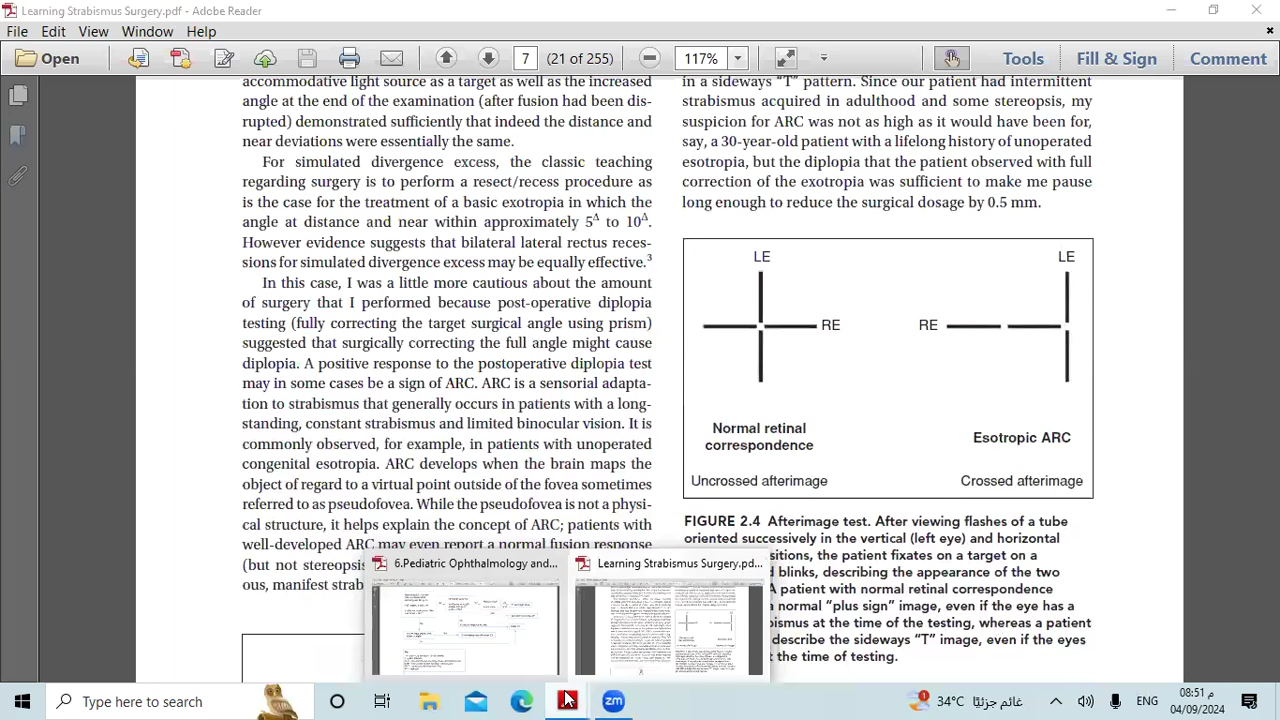 Learning Strabismus Surgery.pdf - Adobe Reader
File Edit View Window Help
Open 7 (21 of 255) 117% Tools Fill & Sign Comment
accommodative light source as a target as well as the increased
angle at the end of the examination (after fusion had been dis-
rupted) demonstrated sufficiently that indeed the distance and
near deviations were essentially the same.
For simulated divergence excess, the classic teaching
regarding surgery is to perform a resect/recess procedure as
is the case for the treatment of a basic exotropia in which the
angle at distance and near within approximately 5Δ to 10Δ.
However evidence suggests that bilateral lateral rectus reces-
sions for simulated divergence excess may be equally effective.3
In this case, I was a little more cautious about the amount
of surgery that I performed because post-operative diplopia
testing (fully correcting the target surgical angle using prism)
suggested that surgically correcting the full angle might cause
diplopia. A positive response to the postoperative diplopia test
may in some cases be a sign of ARC. ARC is a sensorial adapta-
tion to strabismus that generally occurs in patients with a long-
standing, constant strabismus and limited binocular vision. It is
commonly observed, for example, in patients with unoperated
congenital esotropia. ARC develops when the brain maps the
object of regard to a virtual point outside of the fovea sometimes
referred to as pseudofovea. While the pseudofovea is not a physi-
cal structure, it helps explain the concept of ARC; patients with
well-developed ARC may even report a normal fusion response
(but not stereopsis
ous, manifest strab
in a sideways “T” pattern. Since our patient had intermittent
strabismus acquired in adulthood and some stereopsis, my
suspicion for ARC was not as high as it would have been for,
say, a 30-year-old patient with a lifelong history of unoperated
esotropia, but the diplopia that the patient observed with full
correction of the exotropia was sufficient to make me pause
long enough to reduce the surgical dosage by 0.5 mm.
LE LE
RE RE
Normal retinal
correspondence
Esotropic ARC
Uncrossed afterimage Crossed afterimage
FIGURE 2.4 Afterimage test. After viewing flashes of a tube
oriented successively in the vertical (left eye) and horizontal
sitions, the patient fixates on a target on a
d blinks, describing the appearance of the two
A patient with normal retinal correspondence
normal “plus sign” image, even if the eye has a
bismus at the time of the testing, whereas a patient
describe the sideways “T” image, even if the eyes
t the time of testing.
6.Pediatric Ophthalmology and... Learning Strabismus Surgery.pd...
Type here to search zm 1 34°C غائم جزئيًا ENG 08:51 م
04/09/2024